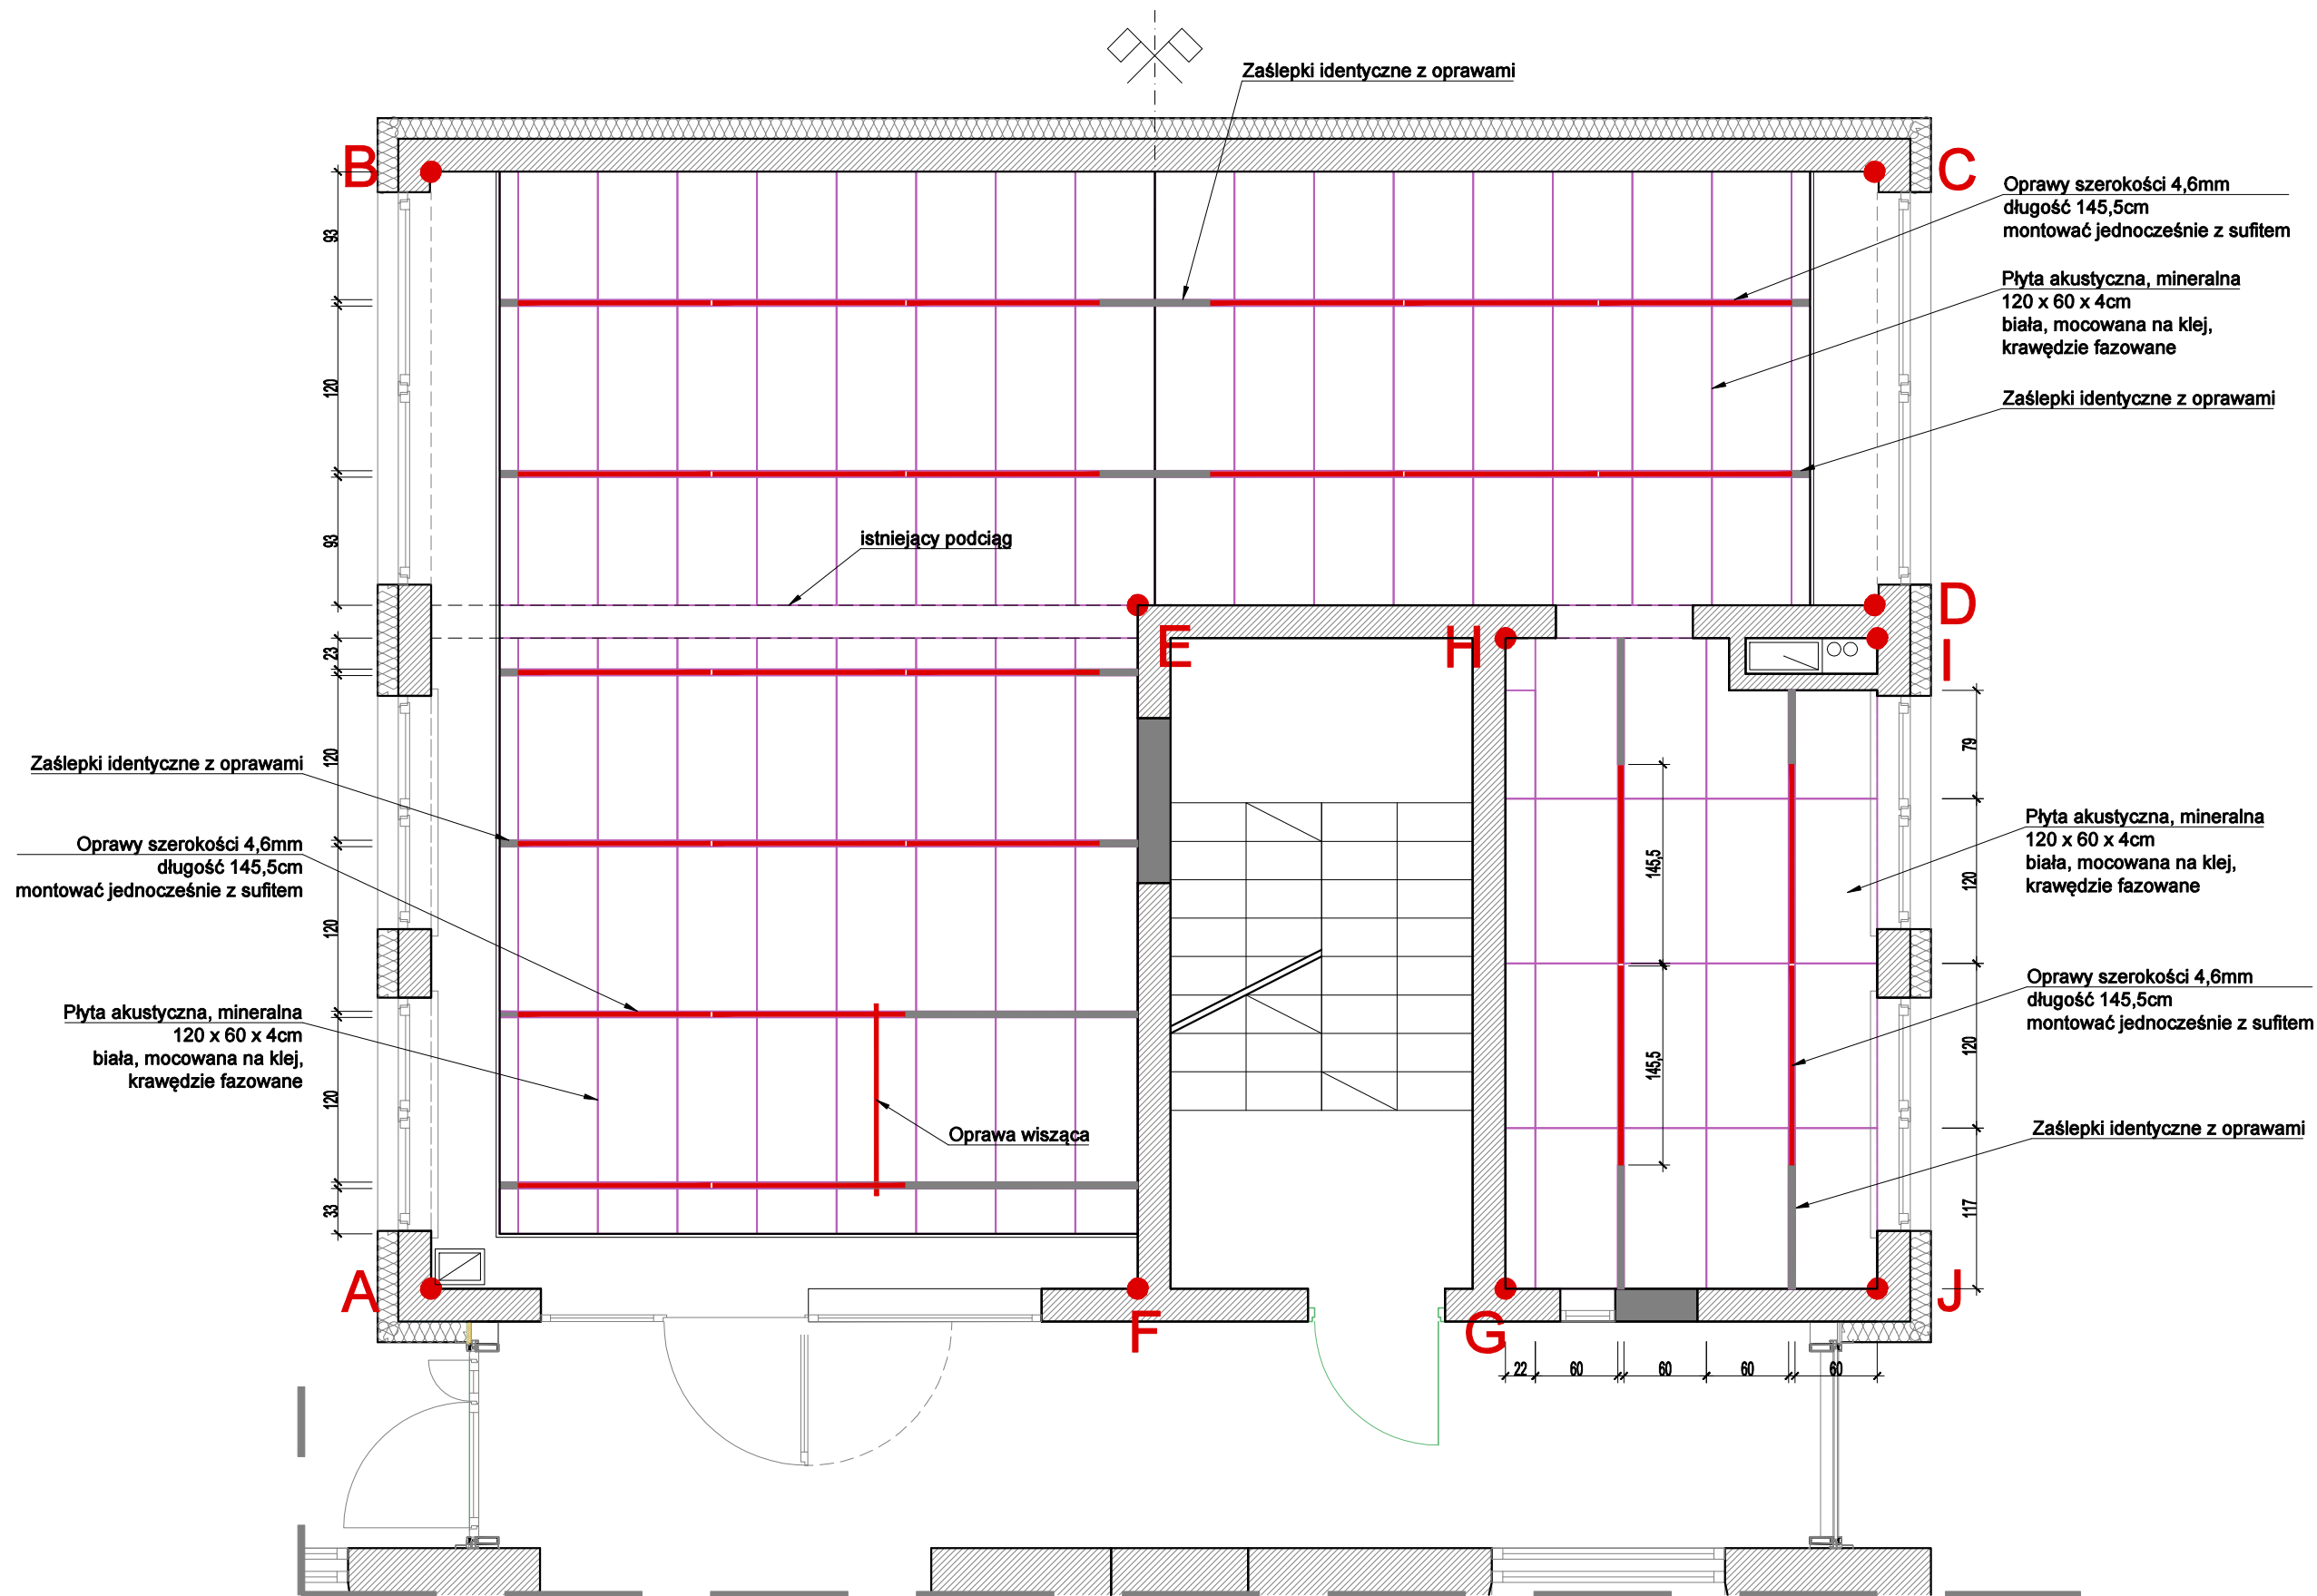 Zaślepki identyczne z oprawami
B
C
Oprawy szerokości 4,6mm
długość 145,5cm
montować jednocześnie z sufitem
93
Płyta akustyczna, mineralna
120 x 60 x 4cm
biała, mocowana na klej,
krawędzie fazowane
120
Zaślepki identyczne z oprawami
93
istniejący podciąg
D
E
H
I
23
79
120
Zaślepki identyczne z oprawami
Oprawy szerokości 4,6mm
długość 145,5cm
montować jednocześnie z sufitem
145,5
Płyta akustyczna, mineralna
120 x 60 x 4cm
biała, mocowana na klej,
krawędzie fazowane
120
120
Oprawy szerokości 4,6mm
długość 145,5cm
montować jednocześnie z sufitem
Płyta akustyczna, mineralna
120 x 60 x 4cm
biała, mocowana na klej,
krawędzie fazowane
145,5
120
120
Oprawa wisząca
Zaślepki identyczne z oprawami
33
117
A
F
G
J
22
60
60
60
60